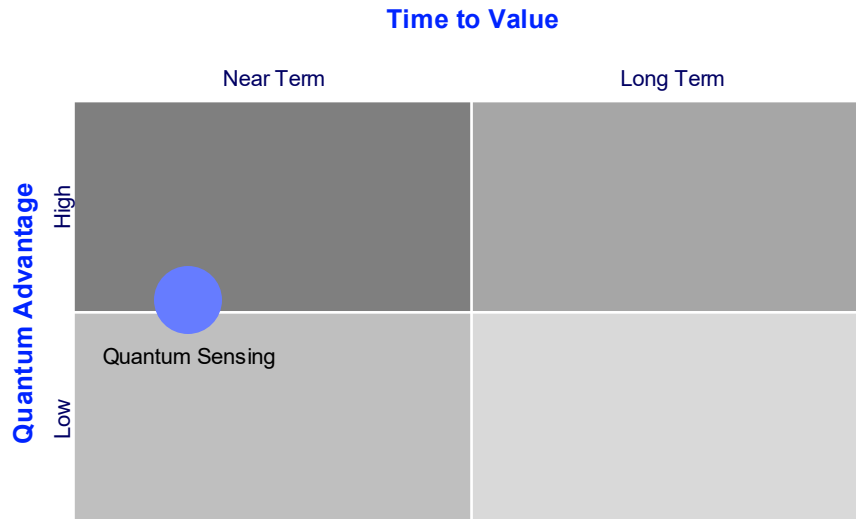 Time to Value
Near Term
Long Term
Quantum Advantage
High
Quantum Sensing
Low